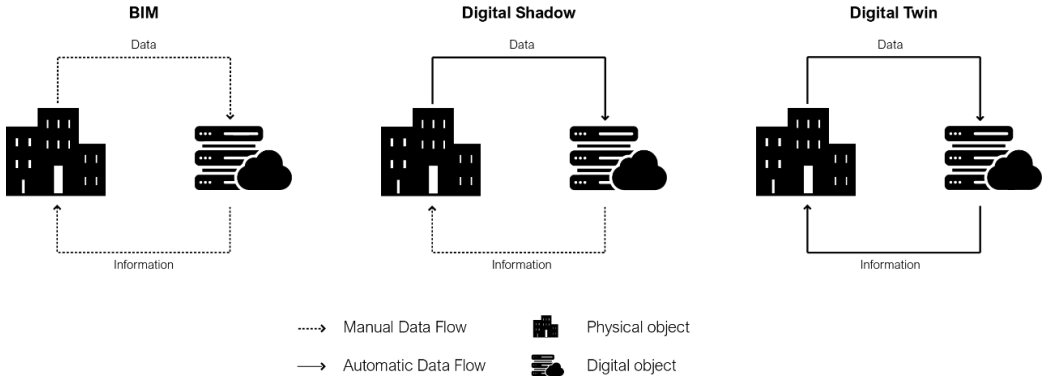 BIM
Digital Shadow
Digital Twin
Data
Data
Data
Information
Information
Information
Manual Data Flow
Physical object
Automatic Data Flow
Digital object